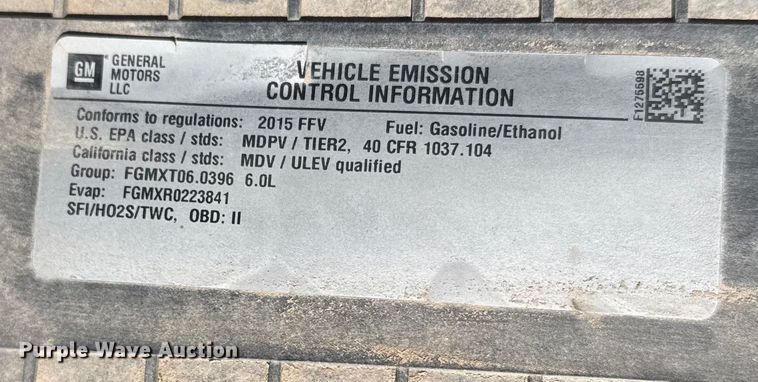 GM GENERAL
MOTORS
LLC
VEHICLE EMISSION
CONTROL INFORMATION
F1275698
Conforms to regulations: 2015 FFV Fuel: Gasoline/Ethanol
U.S. EPA class / stds: MDPV / TIER2, 40 CFR 1037.104
California class / stds: MDV / ULEV qualified
Group: FGMXT06.0396 6.0L
Evap: FGMXR0223841
SFI/HO2S/TWC, OBD: II
Purple Wave Auction